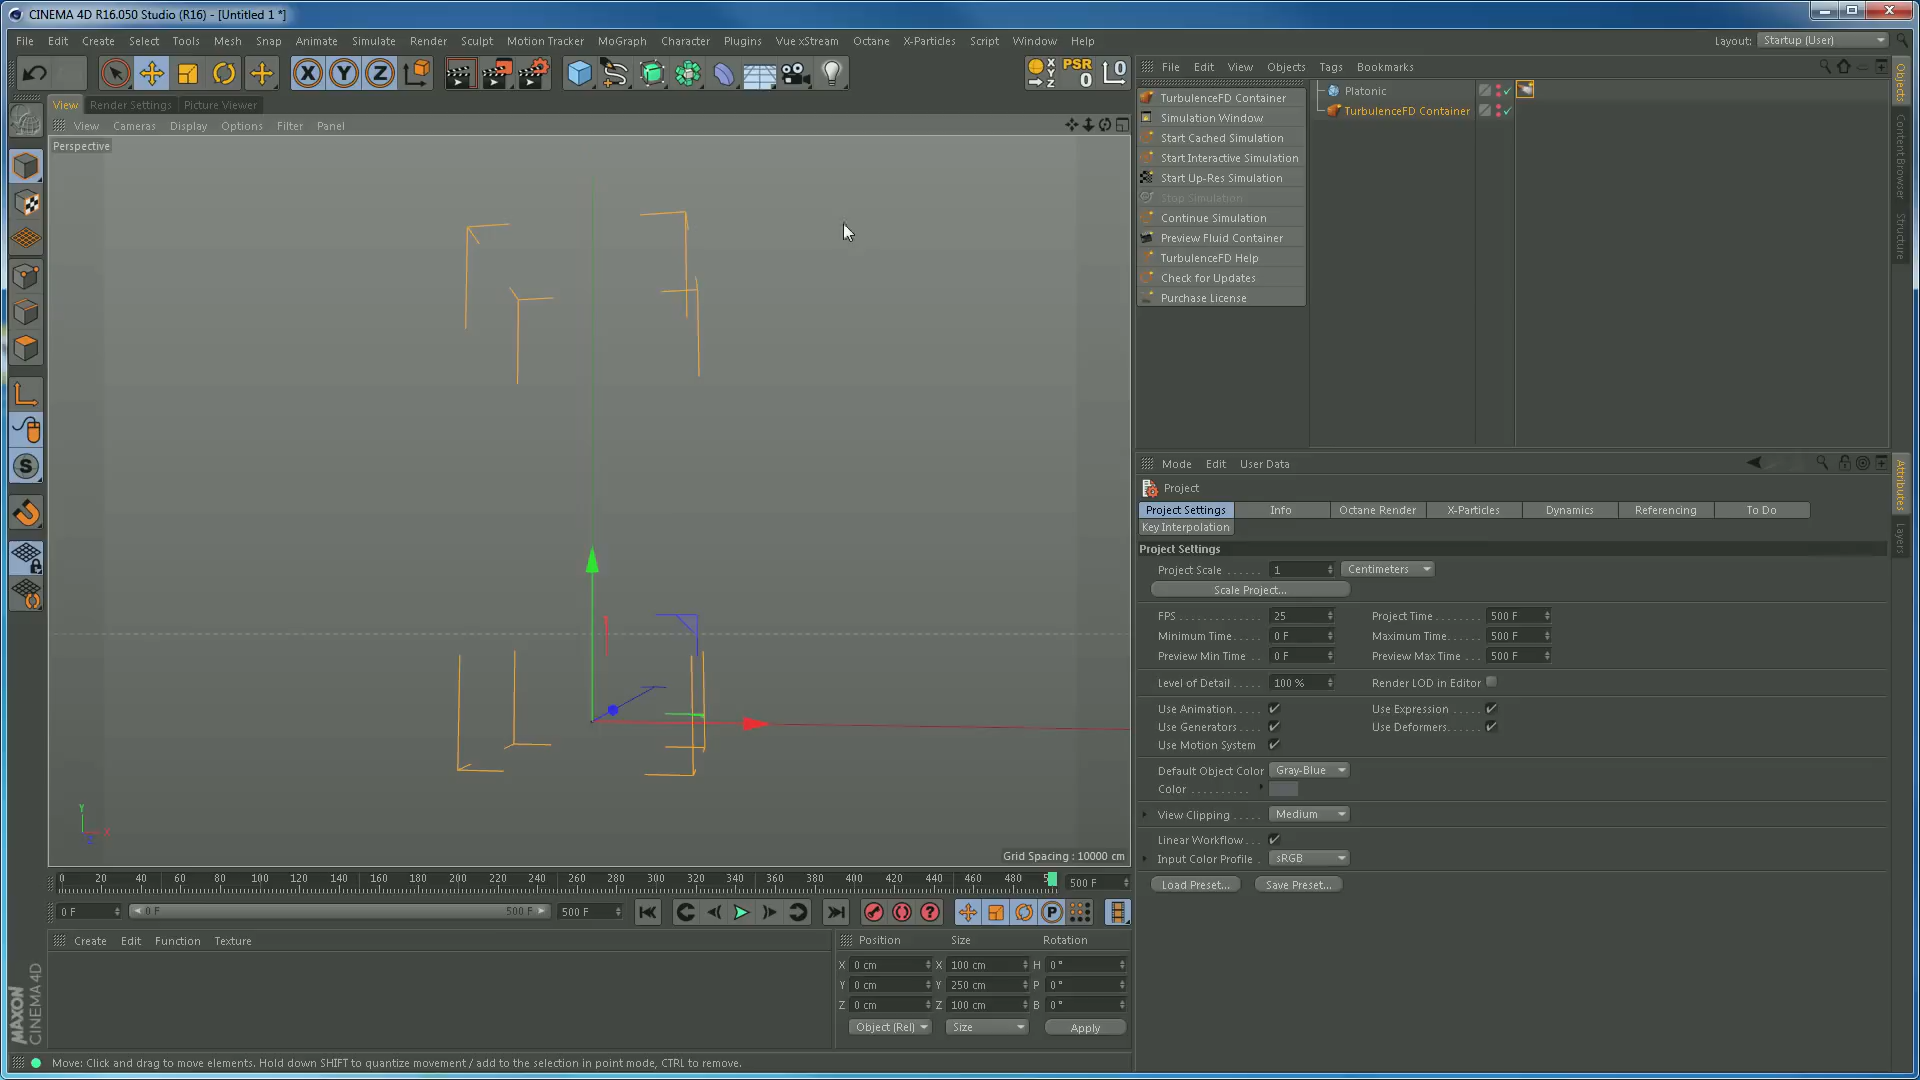 CINEMA 4D R16.050 Studio (R16) - [Untitled 1 *]
File Edit Create Select Tools Mesh Snap Animate Simulate Render Sculpt Motion Tracker MoGraph Character Plugins Vue xStream Octane X-Particles Script Window Help
Layout: Startup (User)
X Y Z
X Y Z PSR 0 0
File Edit View Objects Tags Bookmarks
View Render Settings Picture Viewer
View Cameras Display Options Filter Panel
Perspective
TurbulenceFD Container
Simulation Window
Start Cached Simulation
Start Interactive Simulation
Start Up-Res Simulation
Stop Simulation
Continue Simulation
Preview Fluid Container
TurbulenceFD Help
Check for Updates
Purchase License
Platonic
TurbulenceFD Container
Objects
Content Browser
Structure
Mode Edit User Data
Project
Project Settings Info Octane Render X-Particles Dynamics Referencing To Do
Key Interpolation
Attributes
Layers
Project Settings
Project Scale . . . . . . 1 Centimeters
Scale Project...
FPS . . . . . . . . . . . . . 25 Project Time . . . . . . . 500 F
Minimum Time . . . . 0 F Maximum Time. . . . . 500 F
Preview Min Time . . 0 F Preview Max Time . . . 500 F
Level of Detail . . . . . 100 % Render LOD in Editor
Use Animation. . . . . Use Expression . . . .
Use Generators. . . . . Use Deformers. . . . .
Use Motion System
Default Object Color Gray-Blue
Color . . . . . . . . . .
View Clipping . . . . . Medium
Linear Workflow. . . .
Input Color Profile . sRGB
Load Preset... Save Preset...
Y
X
Z
Grid Spacing : 10000 cm
0 20 40 60 80 100 120 140 160 180 200 220 240 260 280 300 320 340 360 380 400 420 440 460 480 5 500 F
0 F 0 F 500 F 500 F
Create Edit Function Texture
Position Size Rotation
X 0 cm X 100 cm H 0 °
Y 0 cm Y 250 cm P 0 °
Z 0 cm Z 100 cm B 0 °
Object (Rel) Size Apply
MAXON
CINEMA 4D
Move: Click and drag to move elements. Hold down SHIFT to quantize movement / add to the selection in point mode, CTRL to remove.